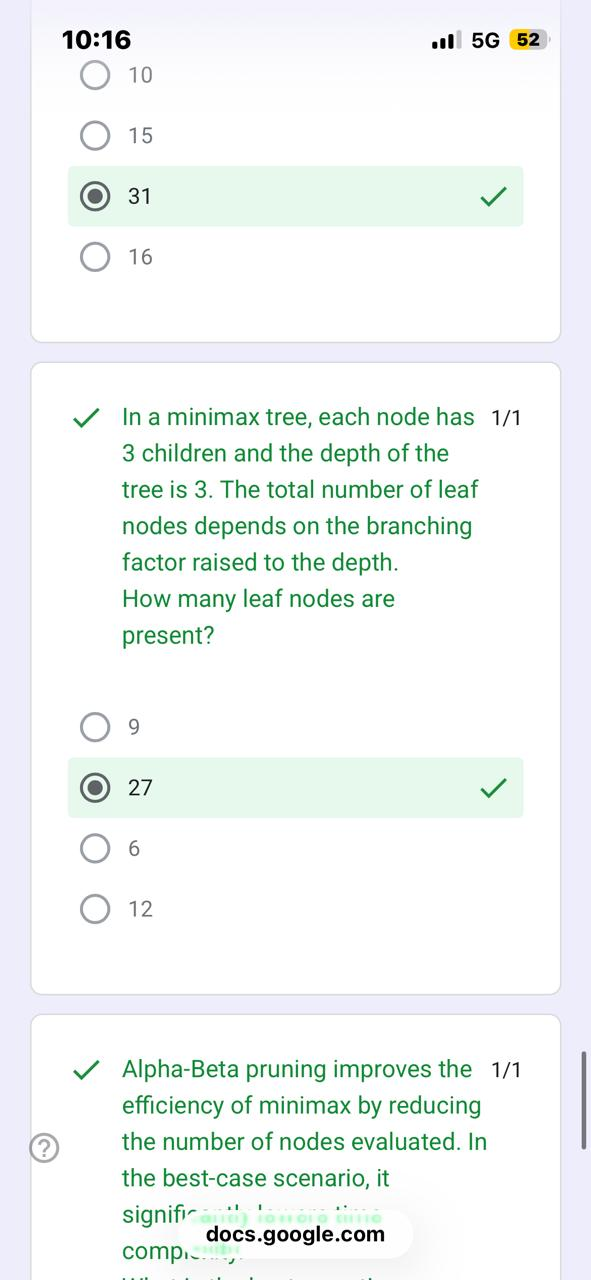 10:16
5G 52
10
15
31
16
In a minimax tree, each node has 1/1
3 children and the depth of the
tree is 3. The total number of leaf
nodes depends on the branching
factor raised to the depth.
How many leaf nodes are
present?
9
27
6
12
Alpha-Beta pruning improves the 1/1
efficiency of minimax by reducing
the number of nodes evaluated. In
the best-case scenario, it
docs.google.com